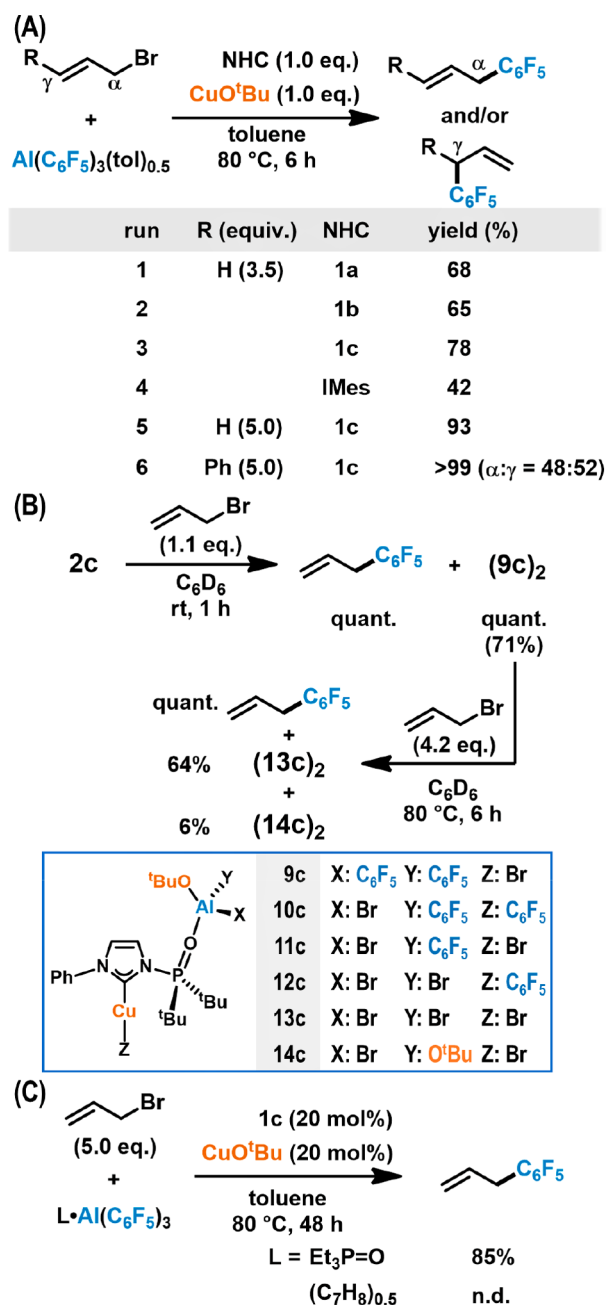 (A)
R
γ
α
Br
+
Al(C6F5)3(tol)0.5
NHC (1.0 eq.)
CuOtBu (1.0 eq.)
toluene
80 °C, 6 h
R
α
C6F5
and/or
R
γ
C6F5
run R (equiv.) NHC yield (%)
1 H (3.5) 1a 68
2 1b 65
3 1c 78
4 IMes 42
5 H (5.0) 1c 93
6 Ph (5.0) 1c >99 (α:γ = 48:52)
(B)
2c
Br
(1.1 eq.)
C6D6
rt, 1 h
C6F5
+ (9c)2
quant. quant.
(71%)
Br
(4.2 eq.)
C6D6
80 °C, 6 h
quant. C6F5
+
64% (13c)2
+
6% (14c)2
tBuO
Y
Al
X
O
Ph
N
N
P
tBu
tBu
Cu
Z
9c X: C6F5 Y: C6F5 Z: Br
10c X: Br Y: C6F5 Z: C6F5
11c X: Br Y: C6F5 Z: Br
12c X: Br Y: Br Z: C6F5
13c X: Br Y: Br Z: Br
14c X: Br Y: OtBu Z: Br
(C)
Br
(5.0 eq.)
+
L•Al(C6F5)3
1c (20 mol%)
CuOtBu (20 mol%)
toluene
80 °C, 48 h
C6F5
L = Et3P=O 85%
(C7H8)0.5 n.d.